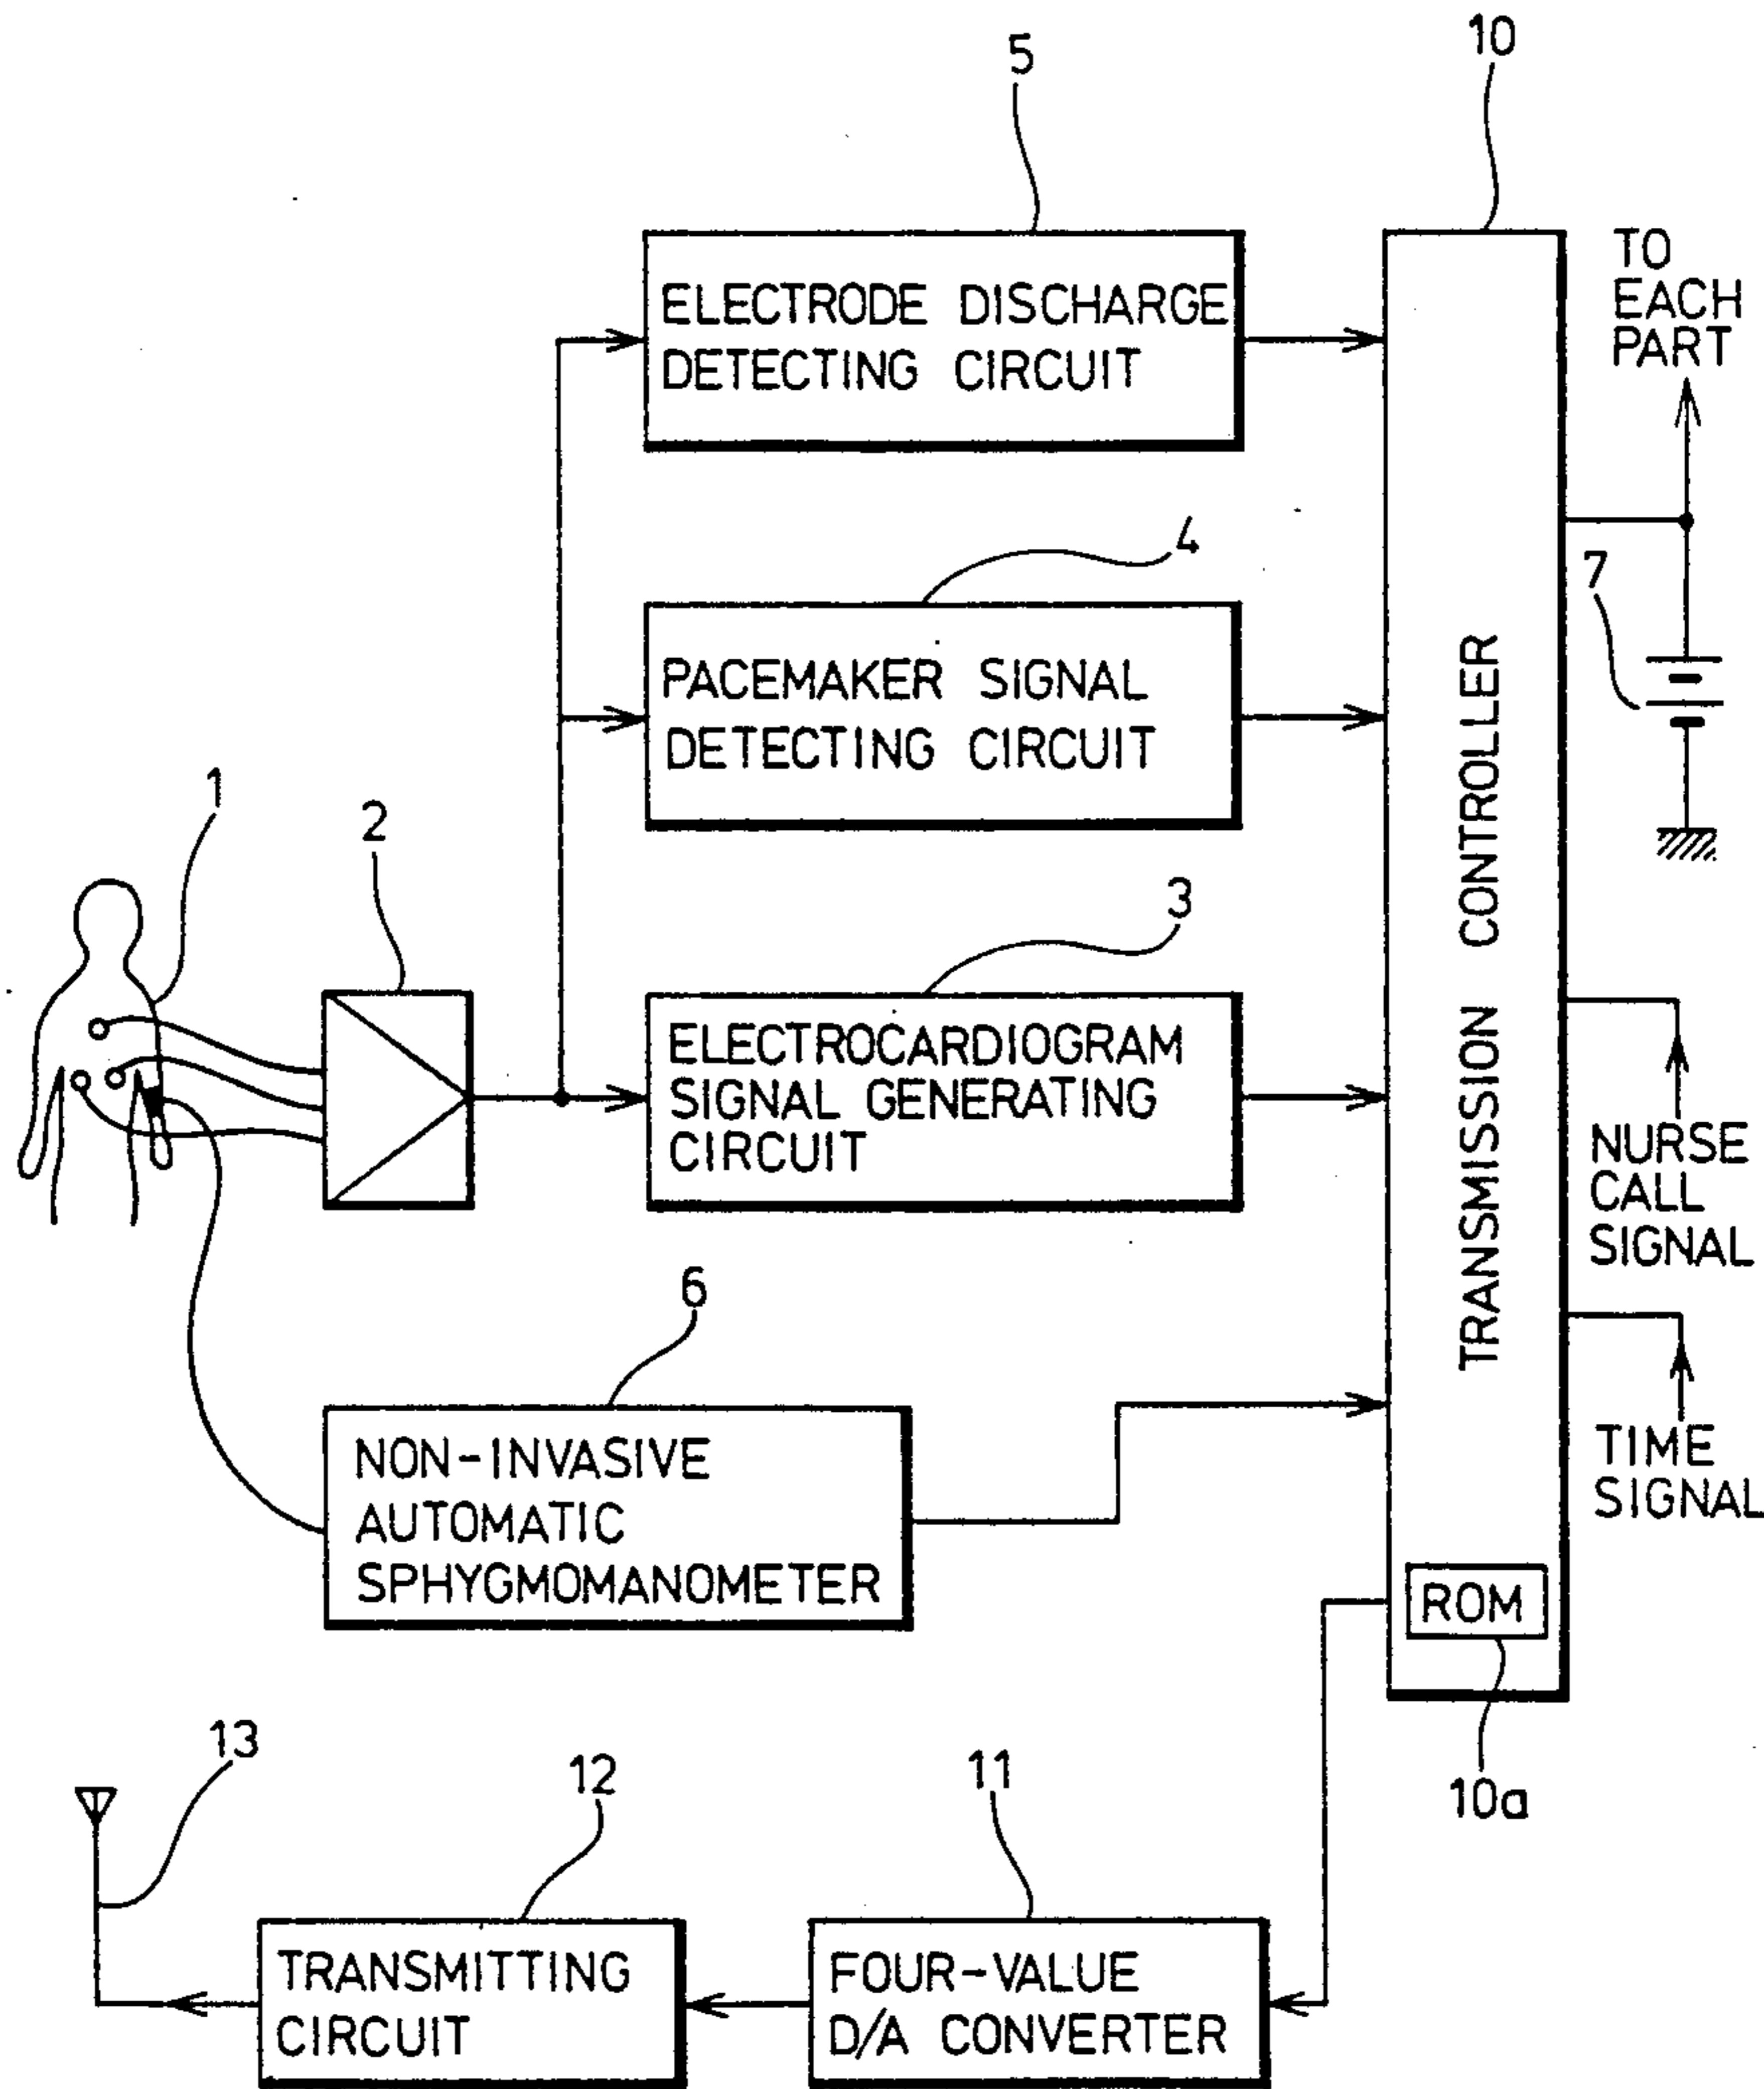 5
10
ELECTRODE DISCHARGE
DETECTING CIRCUIT
TO
EACH
PART
4
7
PACEMAKER SIGNAL
DETECTING CIRCUIT
1
2
3
ELECTROCARDIOGRAM
SIGNAL GENERATING
CIRCUIT
TRANSMISSION CONTROLLER
NURSE
CALL
SIGNAL
6
NON-INVASIVE
AUTOMATIC
SPHYGMOMANOMETER
TIME
SIGNAL
ROM
10a
13
12
11
TRANSMITTING
CIRCUIT
FOUR-VALUE
D/A CONVERTER